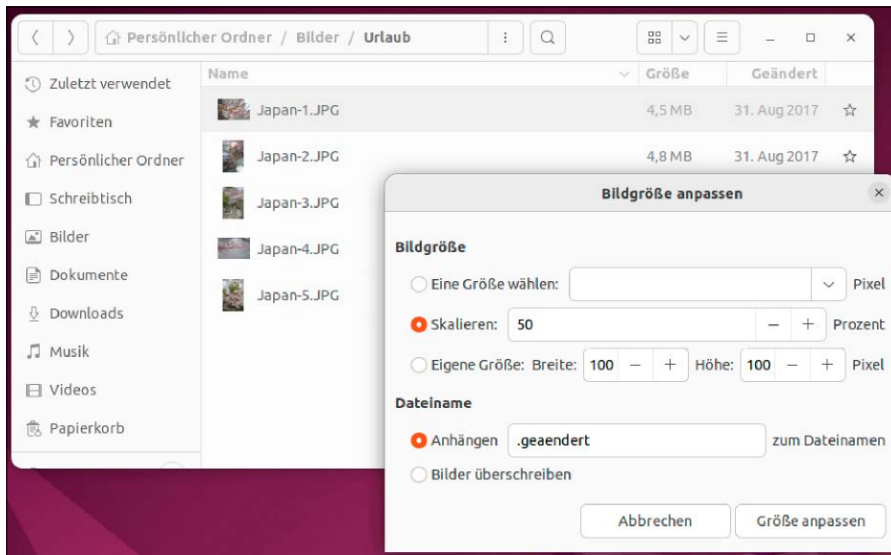 Persönlicher Ordner / Bilder / Urlaub
Zuletzt verwendet
Favoriten
Persönlicher Ordner
Schreibtisch
Bilder
Dokumente
Downloads
Musik
Videos
Papierkorb
Name Größe Geändert
Japan-1.JPG 4,5 MB 31. Aug 2017
Japan-2.JPG 4,8 MB 31. Aug 2017
Japan-3.JPG
Japan-4.JPG
Japan-5.JPG
Bildgröße anpassen
Bildgröße
Eine Größe wählen: Pixel
Skalieren: 50 − + Prozent
Eigene Größe: Breite: 100 − + Höhe: 100 − + Pixel
Dateiname
Anhängen .geaendert zum Dateinamen
Bilder überschreiben
Abbrechen Größe anpassen